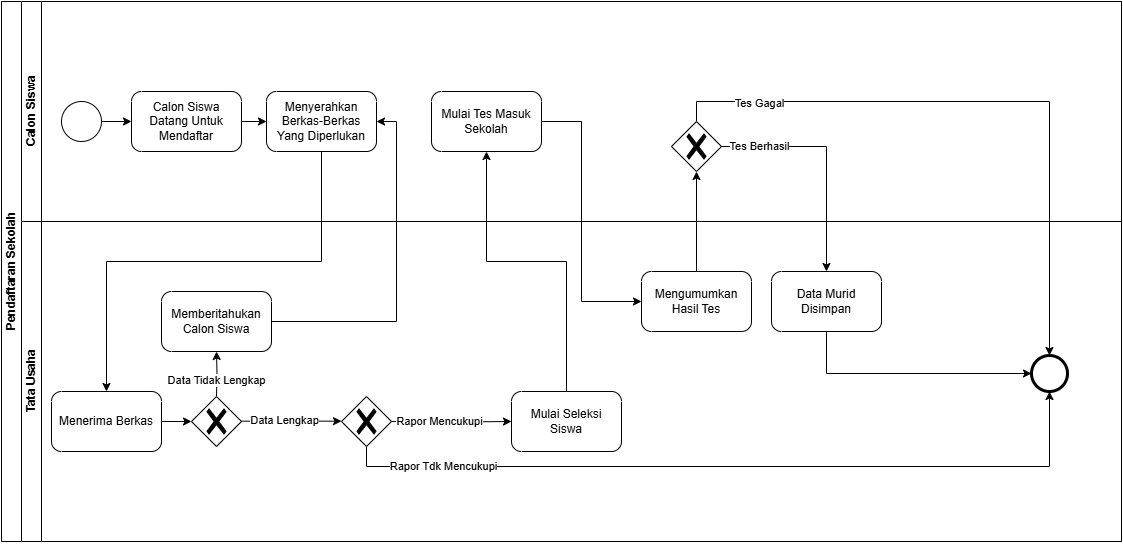 Pendaftaran Sekolah
Calon Siswa
Calon Siswa
Datang Untuk
Mendaftar
Menyerahkan
Berkas-Berkas
Yang Diperlukan
Mulai Tes Masuk
Sekolah
Tes Gagal
Tes Berhasil
Tata Usaha
Memberitahukan
Calon Siswa
Mengumumkan
Hasil Tes
Data Murid
Disimpan
Data Tidak Lengkap
Menerima Berkas
Data Lengkap
Rapor Mencukupi
Mulai Seleksi
Siswa
Rapor Tdk Mencukupi